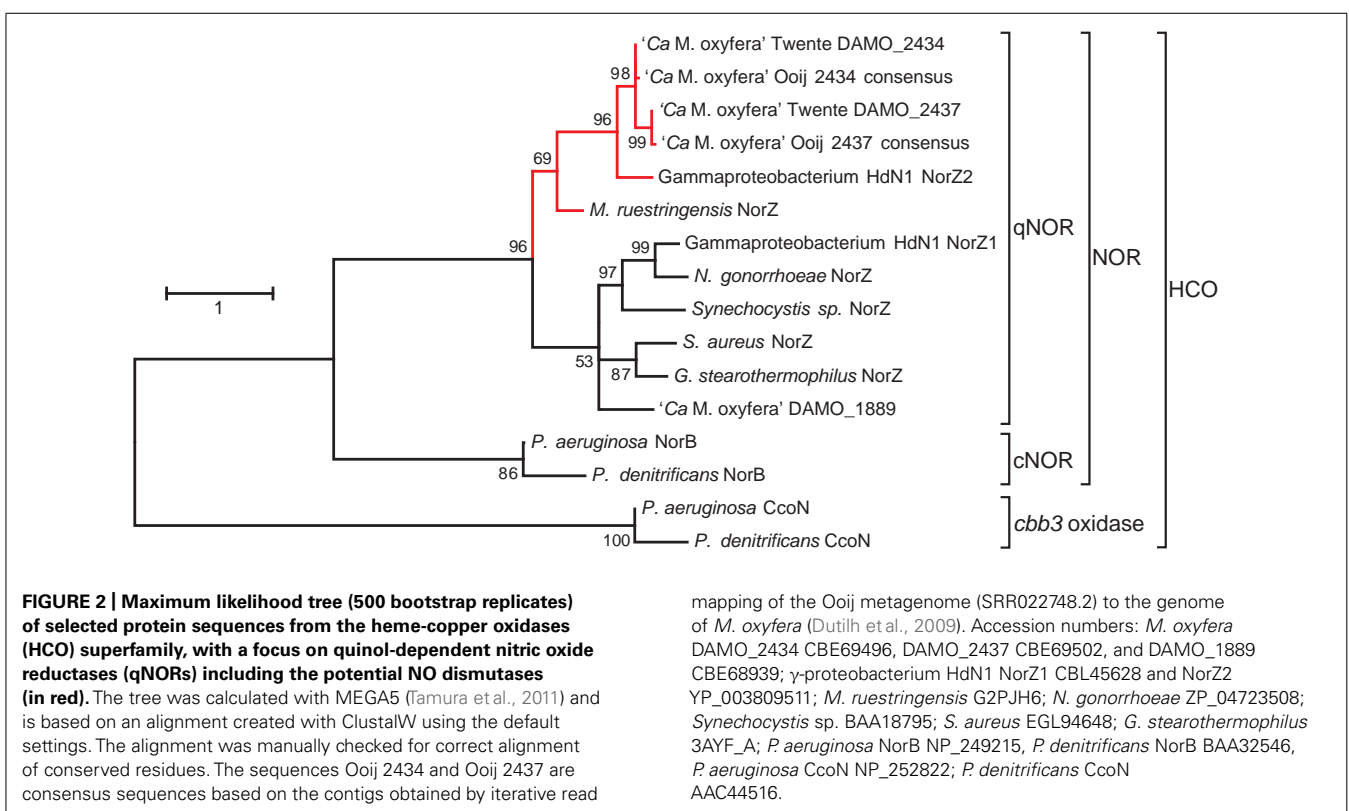 'Ca M. oxyfera' Twente DAMO_2434
98
'Ca M. oxyfera' Ooij 2434 consensus
'Ca M. oxyfera' Twente DAMO_2437
96
99
'Ca M. oxyfera' Ooij 2437 consensus
69
Gammaproteobacterium HdN1 NorZ2
M. ruestringensis NorZ
qNOR
96
99
Gammaproteobacterium HdN1 NorZ1
NOR
97
N. gonorrhoeae NorZ
HCO
1
Synechocystis sp. NorZ
S. aureus NorZ
53
87
G. stearothermophilus NorZ
'Ca M. oxyfera' DAMO_1889
P. aeruginosa NorB
cNOR
86
P. denitrificans NorB
P. aeruginosa CcoN
cbb3 oxidase
100
P. denitrificans CcoN
FIGURE 2 | Maximum likelihood tree (500 bootstrap replicates)
of selected protein sequences from the heme-copper oxidases
(HCO) superfamily, with a focus on quinol-dependent nitric oxide
reductases (qNORs) including the potential NO dismutases
(in red). The tree was calculated with MEGA5 (Tamura et al., 2011) and
is based on an alignment created with ClustalW using the default
settings. The alignment was manually checked for correct alignment
of conserved residues. The sequences Ooij 2434 and Ooij 2437 are
consensus sequences based on the contigs obtained by iterative read
mapping of the Ooij metagenome (SRR022748.2) to the genome
of M. oxyfera (Dutilh et al., 2009). Accession numbers: M. oxyfera
DAMO_2434 CBE69496, DAMO_2437 CBE69502, and DAMO_1889
CBE68939; γ-proteobacterium HdN1 NorZ1 CBL45628 and NorZ2
YP_003809511; M. ruestringensis G2PJH6; N. gonorrhoeae ZP_04723508;
Synechocystis sp. BAA18795; S. aureus EGL94648; G. stearothermophilus
3AYF_A; P. aeruginosa NorB NP_249215, P. denitrificans NorB BAA32546,
P. aeruginosa CcoN NP_252822; P. denitrificans CcoN
AAC44516.